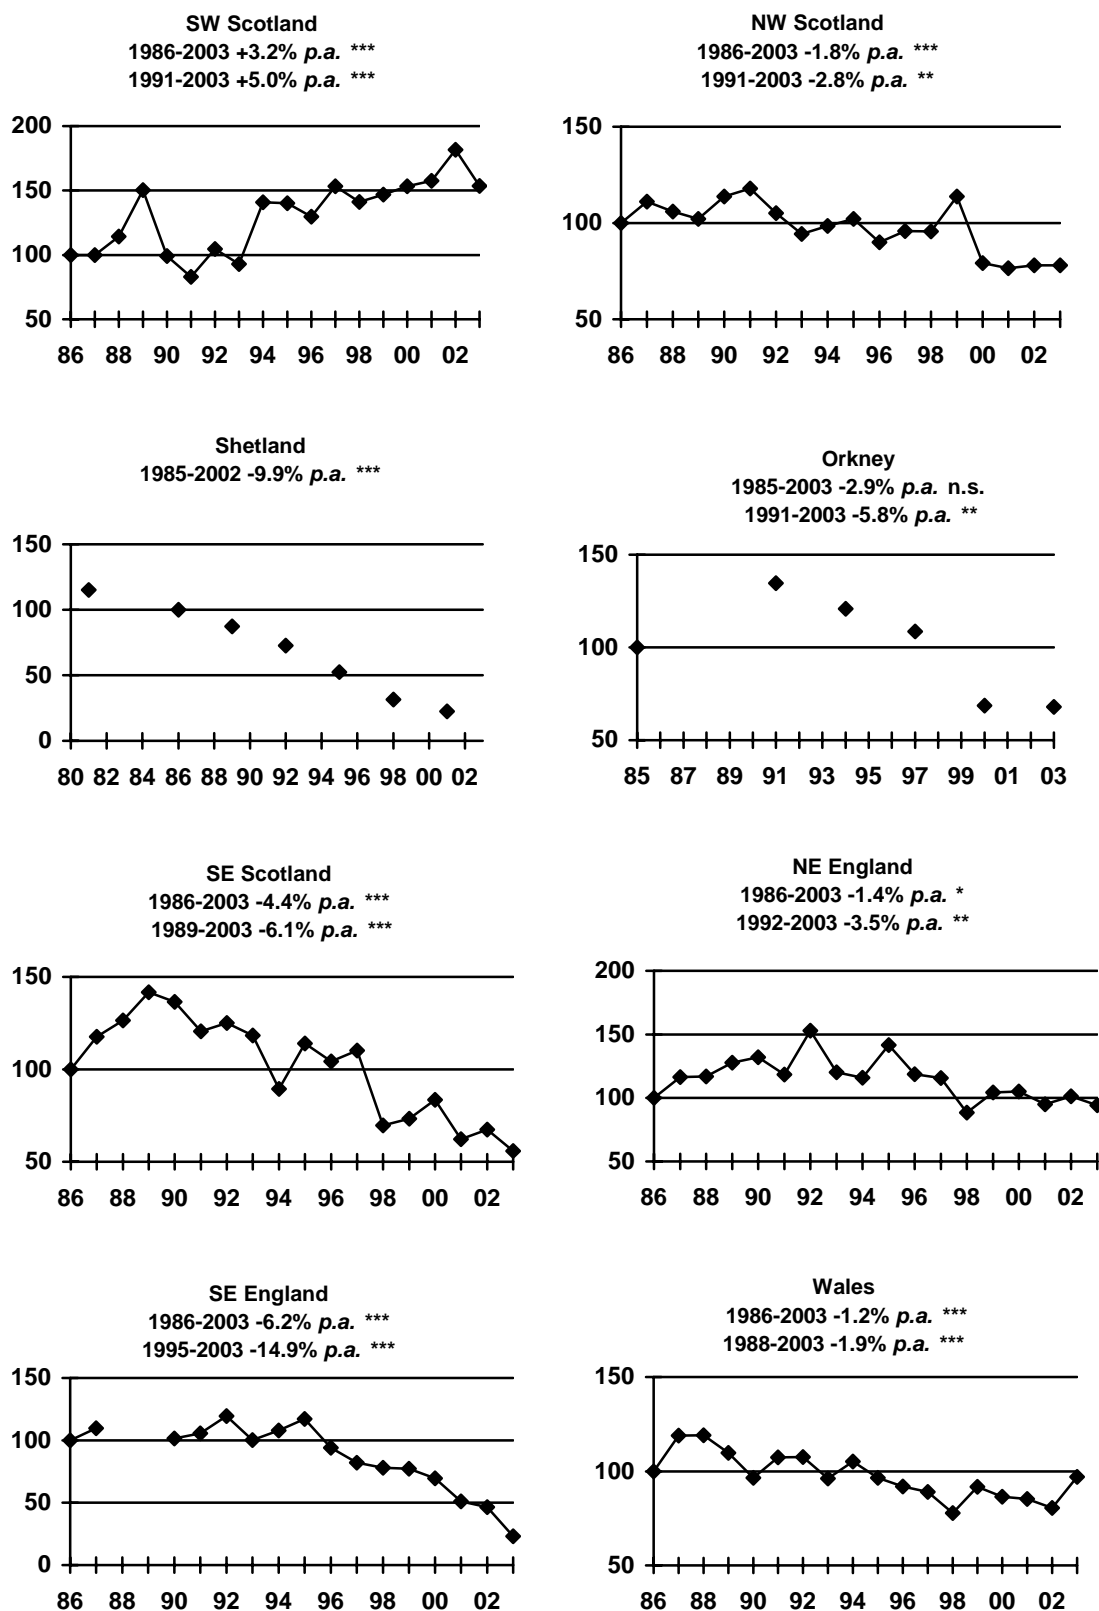 SW Scotland
1986-2003 +3.2% p.a. ***
1991-2003 +5.0% p.a. ***
200
150
100
50
86 88 90 92 94 96 98 00 02
NW Scotland
1986-2003 -1.8% p.a. ***
1991-2003 -2.8% p.a. **
150
100
50
86 88 90 92 94 96 98 00 02
Shetland
1985-2002 -9.9% p.a. ***
150
100
50
0
80 82 84 86 88 90 92 94 96 98 00 02
Orkney
1985-2003 -2.9% p.a. n.s.
1991-2003 -5.8% p.a. **
150
100
50
85 87 89 91 93 95 97 99 01 03
SE Scotland
1986-2003 -4.4% p.a. ***
1989-2003 -6.1% p.a. ***
150
100
50
86 88 90 92 94 96 98 00 02
NE England
1986-2003 -1.4% p.a. *
1992-2003 -3.5% p.a. **
200
150
100
50
86 88 90 92 94 96 98 00 02
SE England
1986-2003 -6.2% p.a. ***
1995-2003 -14.9% p.a. ***
150
100
50
0
86 88 90 92 94 96 98 00 02
Wales
1986-2003 -1.2% p.a. ***
1988-2003 -1.9% p.a. ***
150
100
50
86 88 90 92 94 96 98 00 02